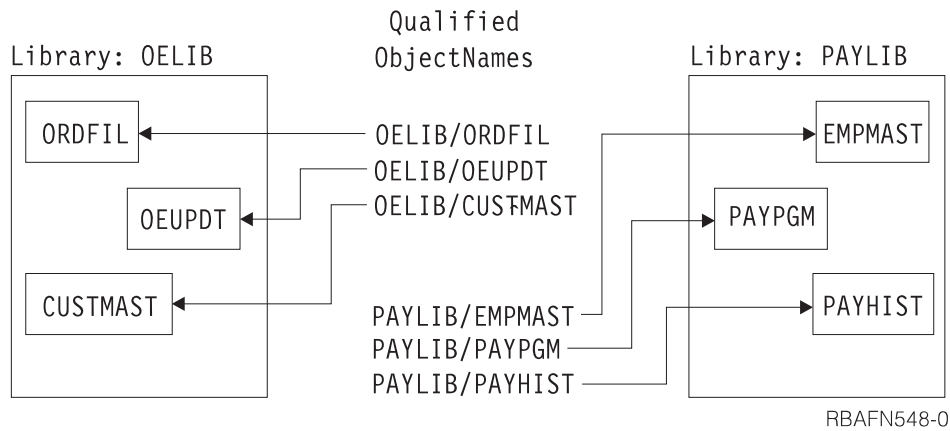 Qualified
ObjectNames
Library: OELIB
Library: PAYLIB
ORDFIL
OEUPDT
CUSTMAST
OELIB/ORDFIL
OELIB/OEUPDT
OELIB/CUSTMAST
PAYLIB/EMPMAST
PAYLIB/PAYPGM
PAYLIB/PAYHIST
EMPMAST
PAYPGM
PAYHIST
RBAFN548-0